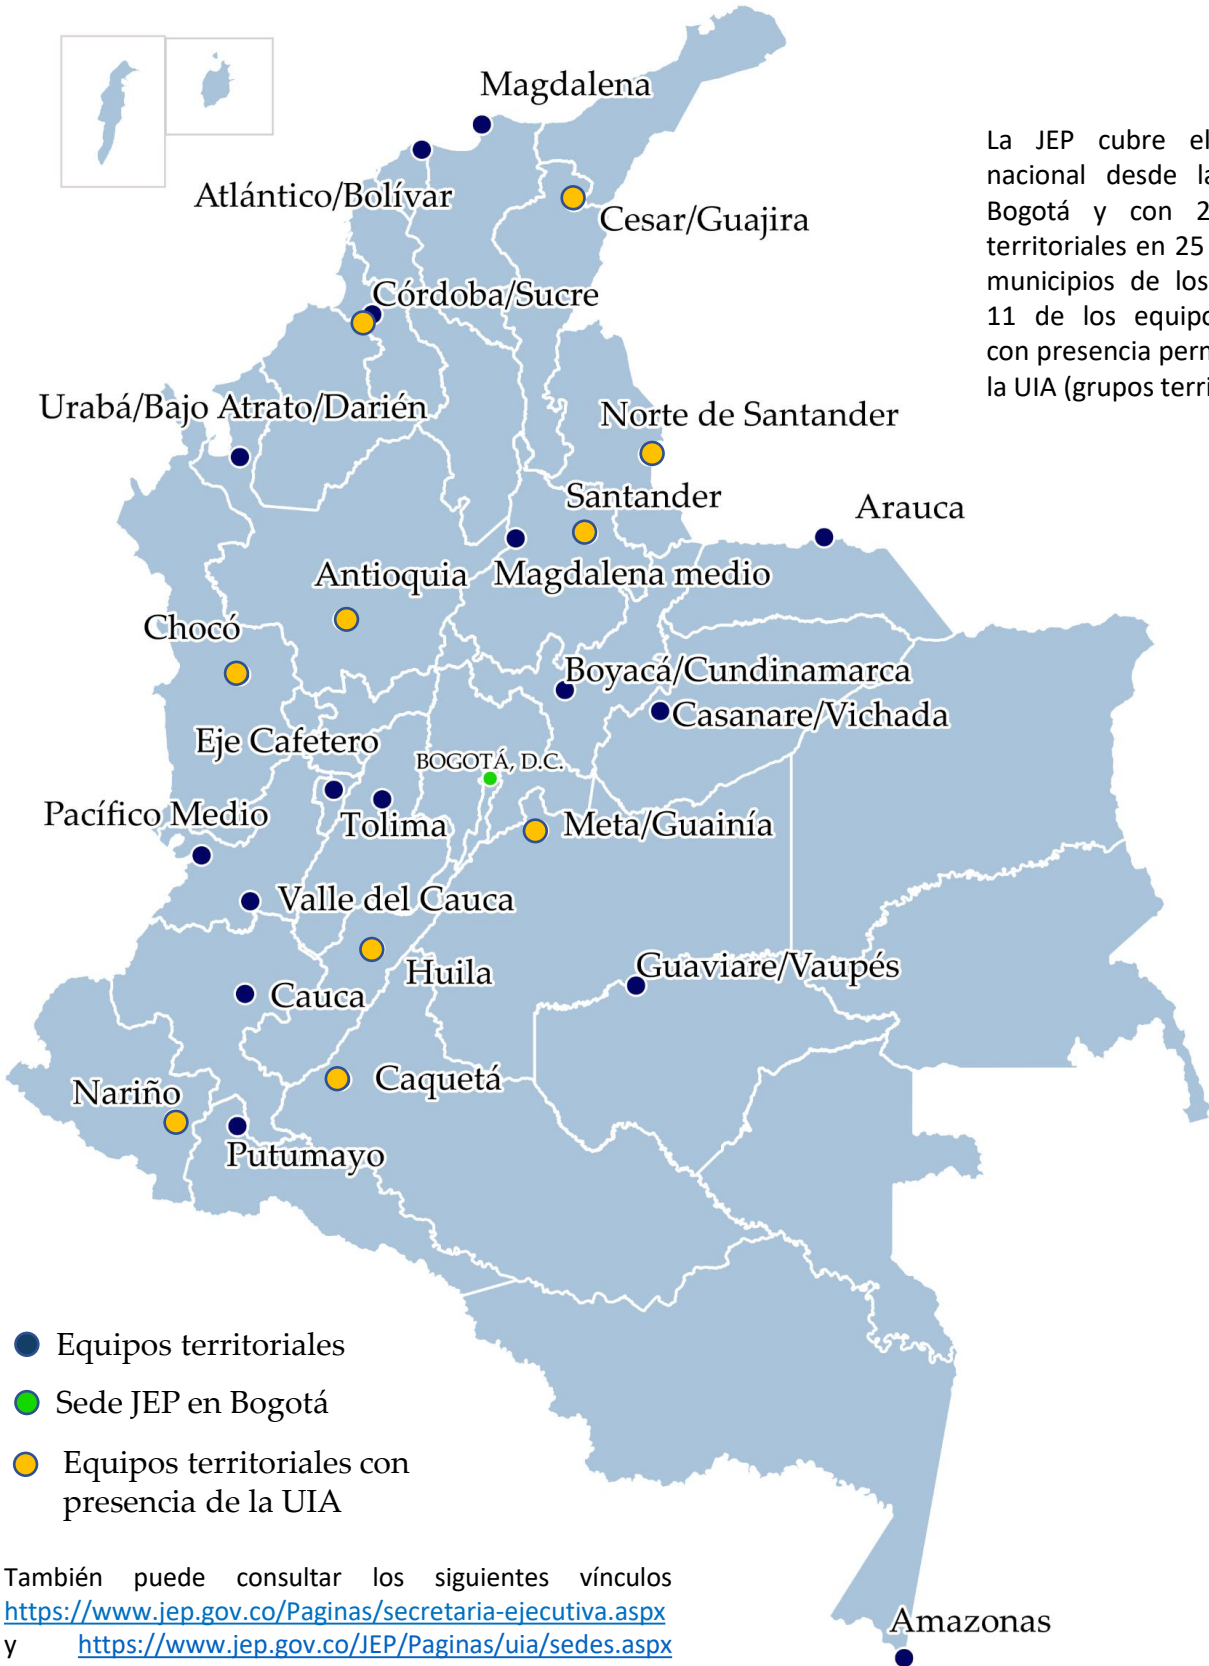 Magdalena
Atlántico/Bolívar
Cesar/Guajira
Córdoba/Sucre
Urabá/Bajo Atrato/Darién
Norte de Santander
Santander
Arauca
Antioquia
Magdalena medio
Chocó
Boyacá/Cundinamarca
Casanare/Vichada
Eje Cafetero
BOGOTÁ, D.C.
Pacífico Medio
Tolima
Meta/Guainía
Valle del Cauca
Huila
Guaviare/Vaupés
Cauca
Caquetá
Nariño
Putumayo
Amazonas
La JEP cubre el
nacional desde la
Bogotá y con 2
territoriales en 25
municipios de los
11 de los equipo
con presencia pern
la UIA (grupos terri
Equipos territoriales
Sede JEP en Bogotá
Equipos territoriales con
presencia de la UIA
También puede consultar los siguientes vínculos
https://www.jep.gov.co/Paginas/secretaria-ejecutiva.aspx
y https://www.jep.gov.co/JEP/Paginas/uia/sedes.aspx